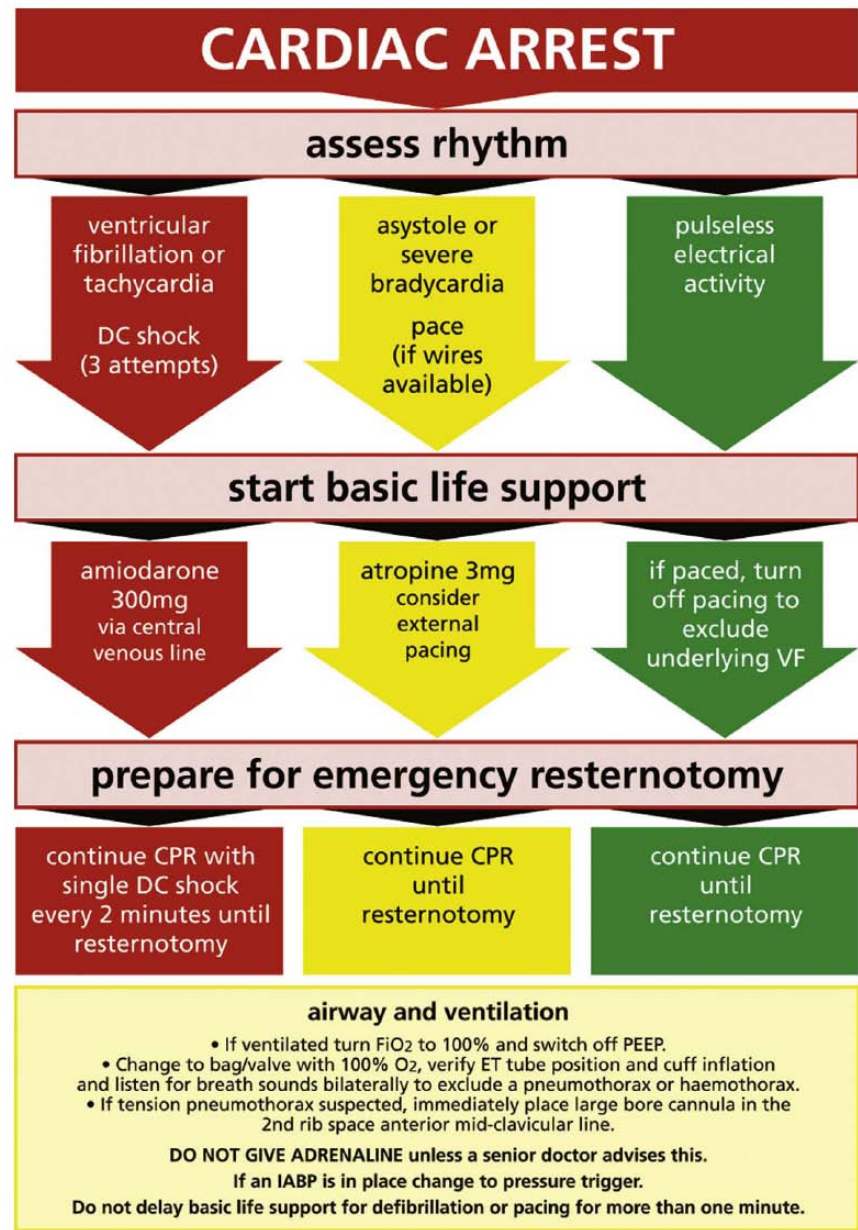 CARDIAC ARREST
assess rhythm
ventricular
fibrillation or
tachycardia
DC shock
(3 attempts)
asystole or
severe
bradycardia
pace
(if wires
available)
pulseless
electrical
activity
start basic life support
amiodarone
300mg
via central
venous line
atropine 3mg
consider
external
pacing
if paced, turn
off pacing to
exclude
underlying VF
prepare for emergency resternotomy
continue CPR with
single DC shock
every 2 minutes until
resternotomy
continue CPR
until
resternotomy
continue CPR
until
resternotomy
airway and ventilation
• If ventilated turn FiO2 to 100% and switch off PEEP.
• Change to bag/valve with 100% O2, verify ET tube position and cuff inflation
and listen for breath sounds bilaterally to exclude a pneumothorax or haemothorax.
• If tension pneumothorax suspected, immediately place large bore cannula in the
2nd rib space anterior mid-clavicular line.
DO NOT GIVE ADRENALINE unless a senior doctor advises this.
If an IABP is in place change to pressure trigger.
Do not delay basic life support for defibrillation or pacing for more than one minute.